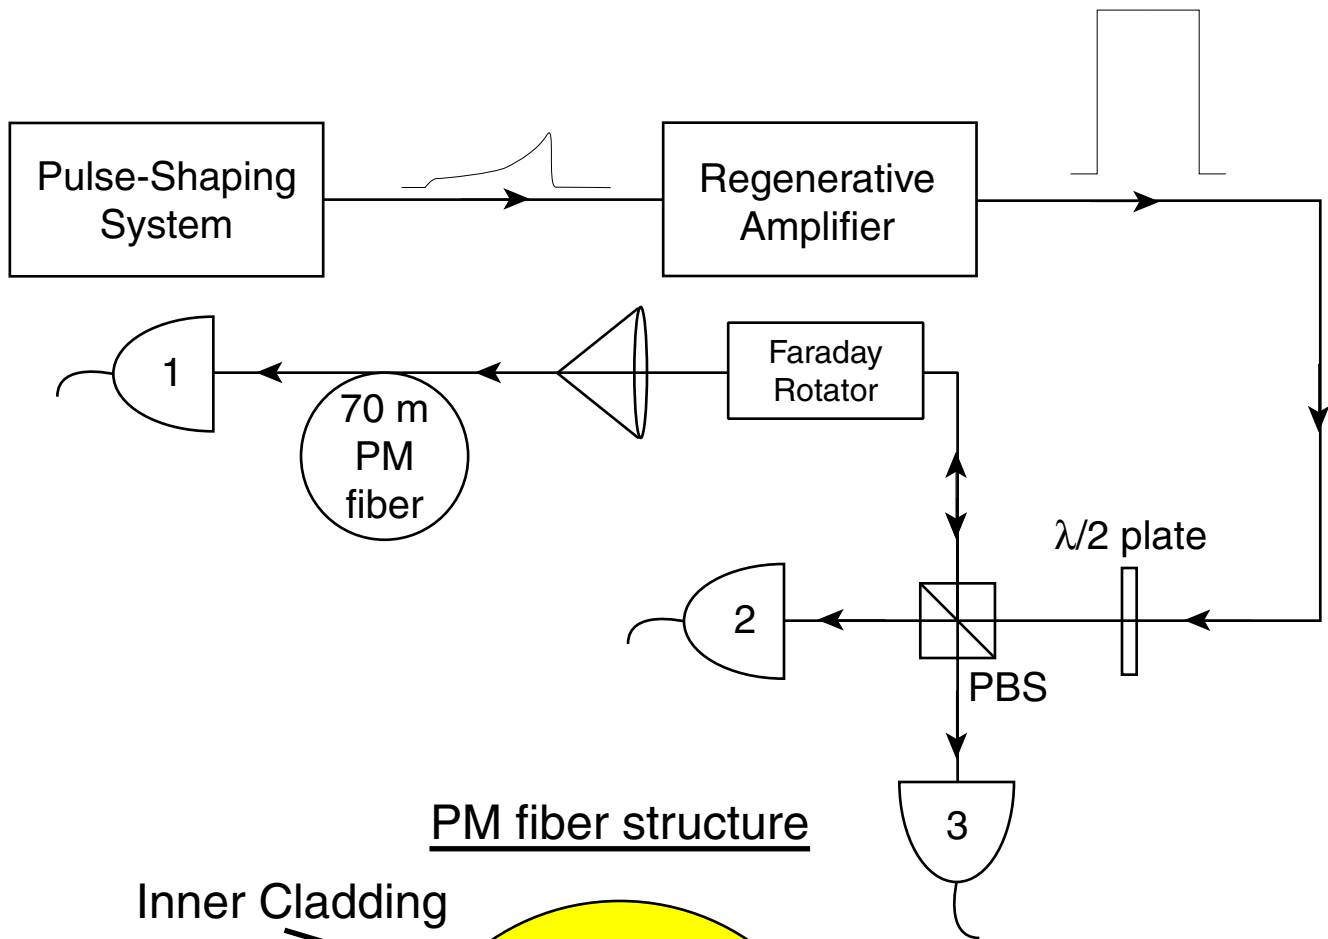 Pulse-Shaping
System
Regenerative
Amplifier
1
70 m
PM
fiber
Faraday
Rotator
λ/2 plate
2
PBS
3
PM fiber structure
Inner Cladding